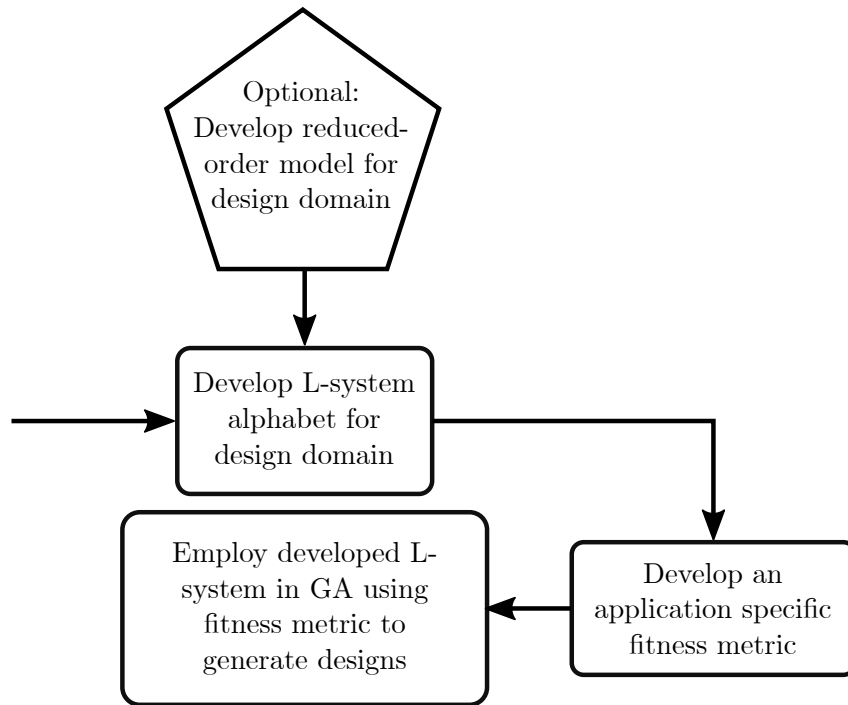 Optional:
Develop reduced-
order model for
design domain
Develop L-system
alphabet for
design domain
Employ developed L-
system in GA using
fitness metric to
generate designs
Develop an
application specific
fitness metric